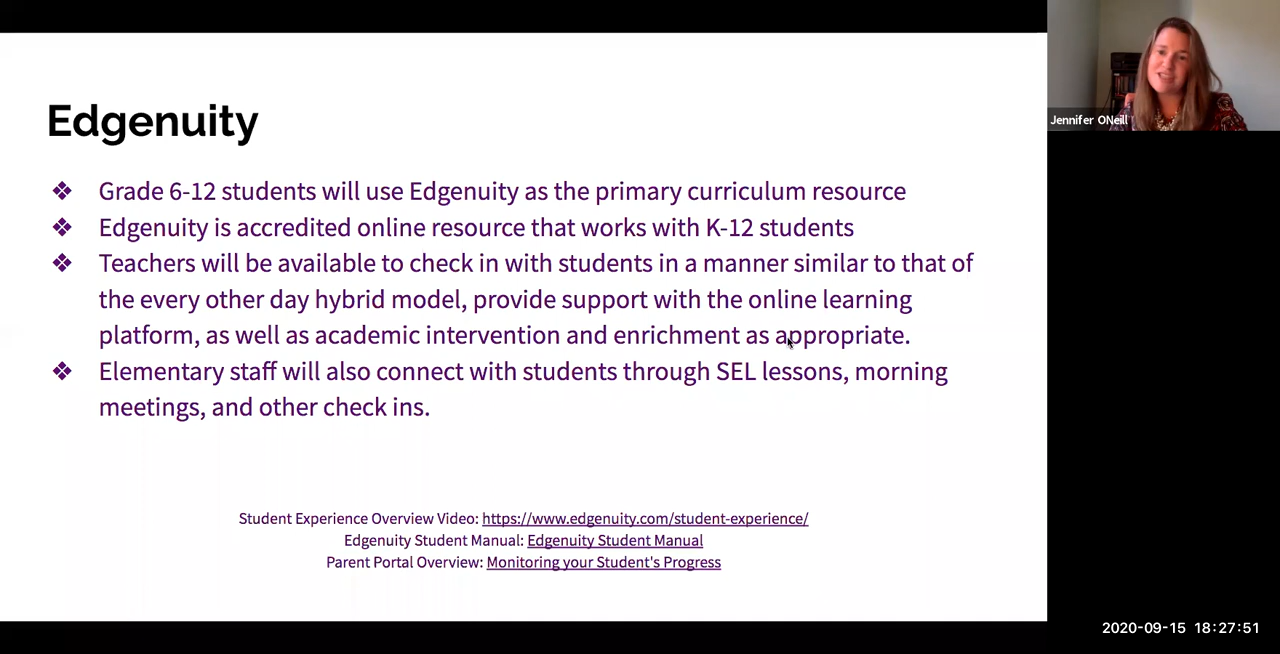 Edgenuity
❖ Grade 6-12 students will use Edgenuity as the primary curriculum resource
❖ Edgenuity is accredited online resource that works with K-12 students
❖ Teachers will be available to check in with students in a manner similar to that of
the every other day hybrid model, provide support with the online learning
platform, as well as academic intervention and enrichment as appropriate.
❖ Elementary staff will also connect with students through SEL lessons, morning
meetings, and other check ins.
Student Experience Overview Video: https://www.edgenuity.com/student-experience/
Edgenuity Student Manual: Edgenuity Student Manual
Parent Portal Overview: Monitoring your Student's Progress
Jennifer ONeill
2020-09-15 18:27:51